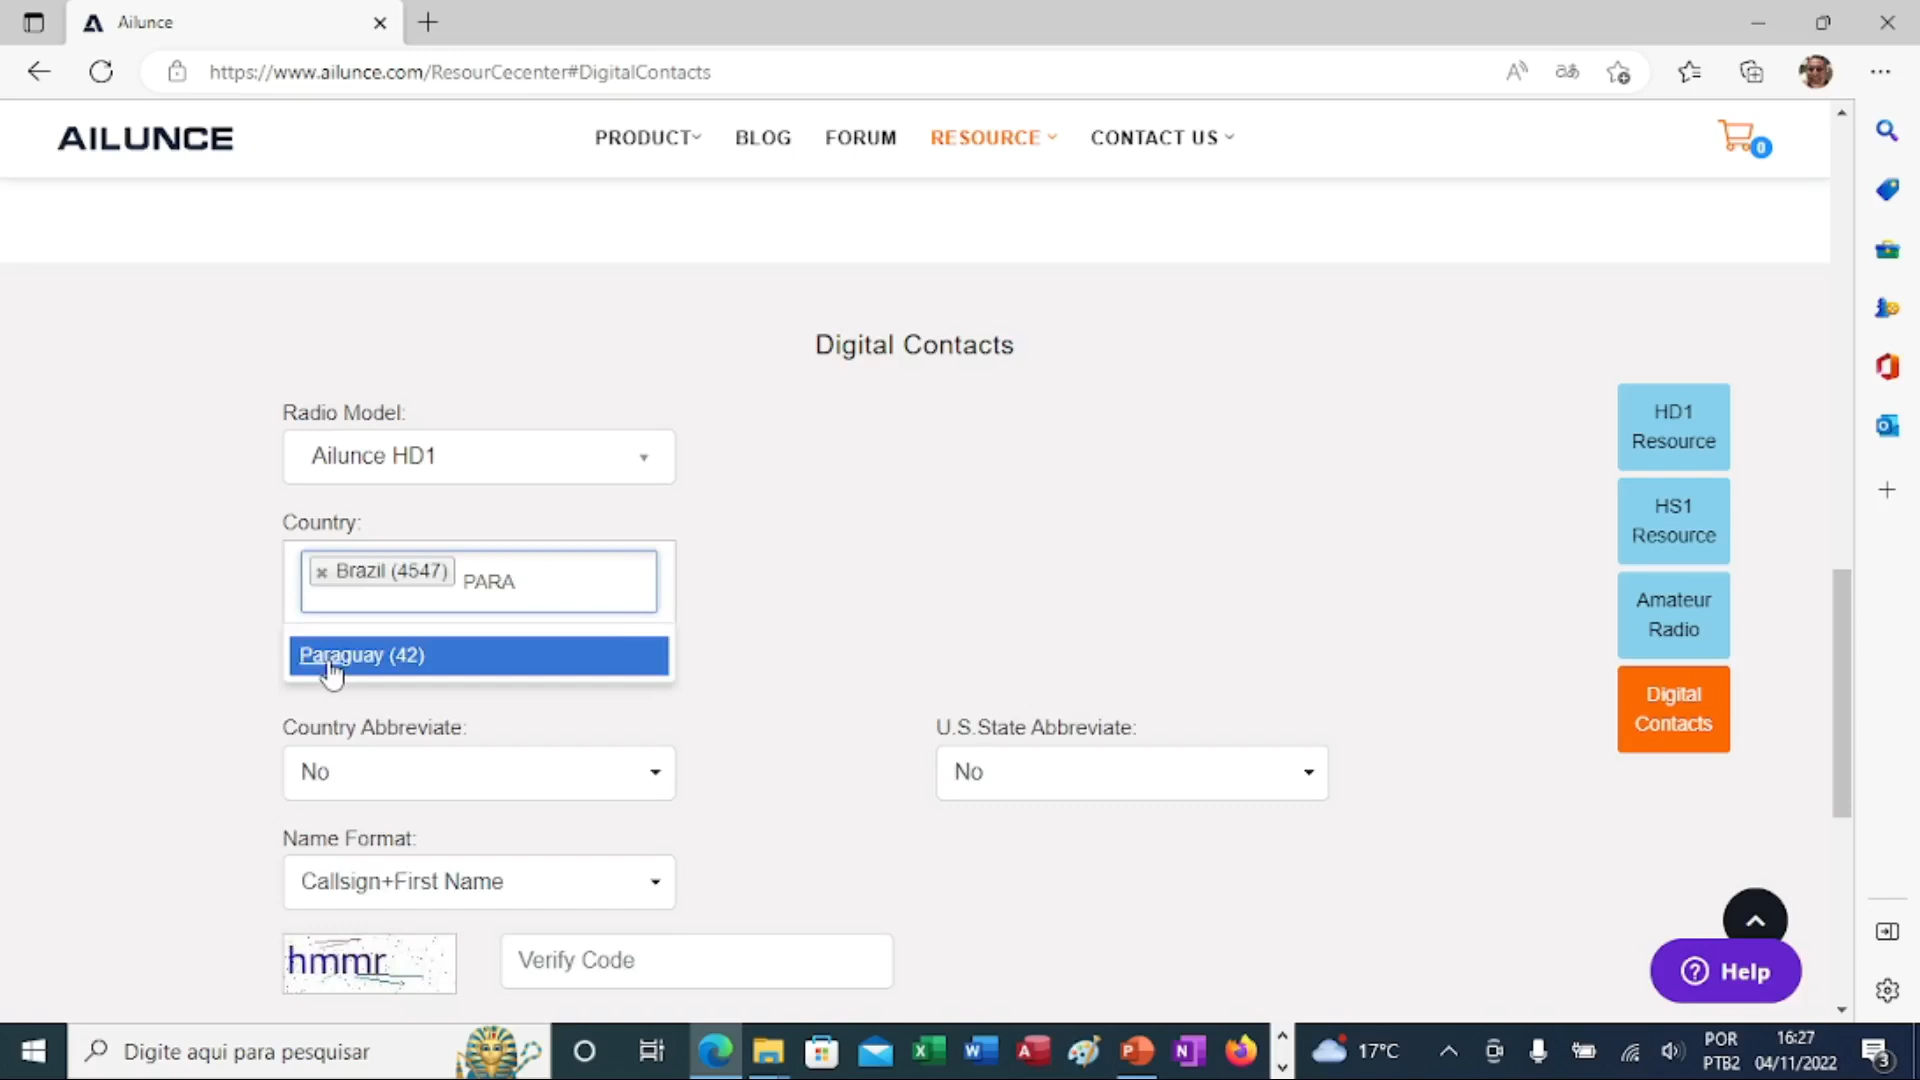 Ailunce
https://www.ailunce.com/ResourCecenter#DigitalContacts
AILUNCE
PRODUCT
BLOG
FORUM
RESOURCE
CONTACT US
0
Digital Contacts
Radio Model:
Ailunce HD1
Country:
× Brazil (4547) PARA
Paraguay (42)
Country Abbreviate:
No
U.S.State Abbreviate:
No
Name Format:
Callsign+First Name
hmmr
Verify Code
HD1
Resource
HS1
Resource
Amateur
Radio
Digital
Contacts
Help
Digite aqui para pesquisar
17°C
POR
PTB2
16:27
04/11/2022
3